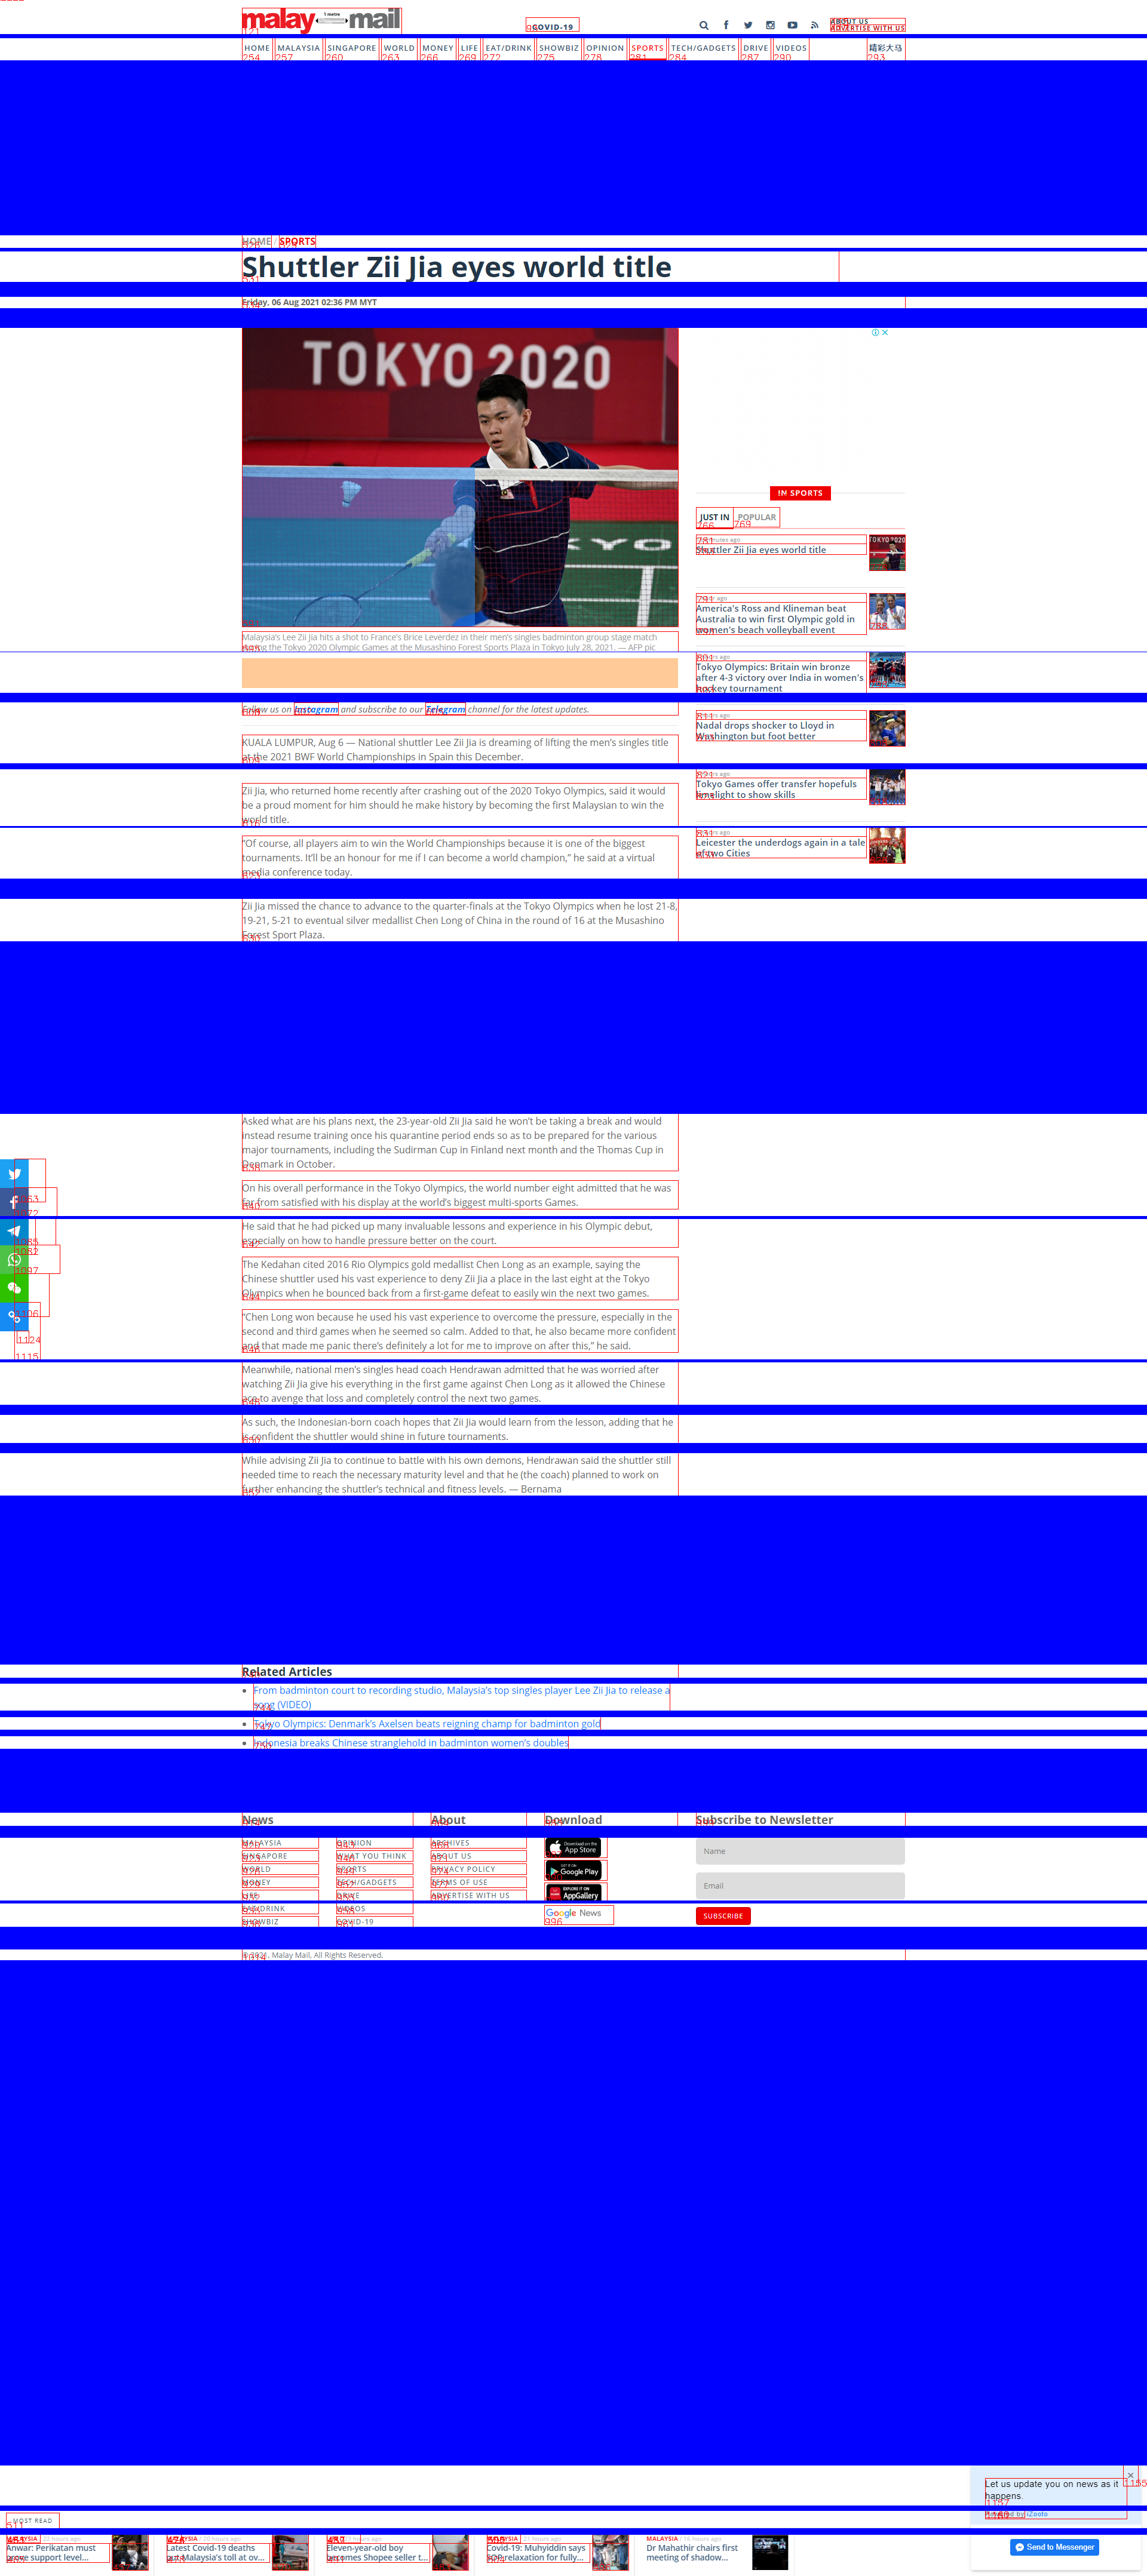 malay mail
1 metre
COVID-19
ABOUT US
ADVERTISE WITH US
HOME MALAYSIA SINGAPORE WORLD MONEY LIFE EAT/DRINK SHOWBIZ OPINION SPORTS TECH/GADGETS DRIVE VIDEOS 精彩大马
HOME / SPORTS
Shuttler Zii Jia eyes world title
Friday, 06 Aug 2021 02:36 PM MYT
TOKYO 2020
Malaysia's Lee Zii Jia hits a shot to France's Brice Leverdez in their men's singles badminton group stage match
during the Tokyo 2020 Olympic Games at the Musashino Forest Sports Plaza in Tokyo July 28, 2021. — AFP pic
Follow us on Instagram and subscribe to our Telegram channel for the latest updates.
KUALA LUMPUR, Aug 6 — National shuttler Lee Zii Jia is dreaming of lifting the men's singles title
at the 2021 BWF World Championships in Spain this December.
Zii Jia, who returned home recently after crashing out of the 2020 Tokyo Olympics, said it would
be a proud moment for him should he make history by becoming the first Malaysian to win the
world title.
“Of course, all players aim to win the World Championships because it is one of the biggest
tournaments. It'll be an honour for me if I can become a world champion,” he said at a virtual
media conference today.
Zii Jia missed the chance to advance to the quarter-finals at the Tokyo Olympics when he lost 21-8,
19-21, 5-21 to eventual silver medallist Chen Long of China in the round of 16 at the Musashino
Forest Sport Plaza.
IN SPORTS
JUST IN POPULAR
Shuttler Zii Jia eyes world title
America's Ross and Klineman beat
Australia to win first Olympic gold in
women's beach volleyball event
Tokyo Olympics: Britain win bronze
after 4-3 victory over India in women's
hockey tournament
Nadal drops shocker to Lloyd in
Washington but foot better
Tokyo Games offer transfer hopefuls
limelight to show skills
Leicester the underdogs again in a tale
of two Cities
Asked what are his plans next, the 23-year-old Zii Jia said he won't be taking a break and would
instead resume training once his quarantine period ends so as to be prepared for the various
major tournaments, including the Sudirman Cup in Finland next month and the Thomas Cup in
Denmark in October.
On his overall performance in the Tokyo Olympics, the world number eight admitted that he was
far from satisfied with his display at the world's biggest multi-sports Games.
He said that he had picked up many invaluable lessons and experience in his Olympic debut,
especially on how to handle pressure better on the court.
The Kedahan cited 2016 Rio Olympics gold medallist Chen Long as an example, saying the
Chinese shuttler used his vast experience to deny Zii Jia a place in the last eight at the Tokyo
Olympics when he bounced back from a first-game defeat to easily win the next two games.
“Chen Long won because he used his vast experience to overcome the pressure, especially in the
second and third games when he seemed so calm. Added to that, he also became more confident
and that made me panic there's definitely a lot for me to improve on after this,” he said.
Meanwhile, national men's singles head coach Hendrawan admitted that he was worried after
watching Zii Jia give his everything in the first game against Chen Long as it allowed the Chinese
ace to avenge that loss and completely control the next two games.
As such, the Indonesian-born coach hopes that Zii Jia would learn from the lesson, adding that he
is confident the shuttler would shine in future tournaments.
While advising Zii Jia to continue to battle with his own demons, Hendrawan said the shuttler still
needed time to reach the necessary maturity level and that he (the coach) planned to work on
further enhancing the shuttler's technical and fitness levels. — Bernama
Related Articles
From badminton court to recording studio, Malaysia's top singles player Lee Zii Jia to release a
song (VIDEO)
Tokyo Olympics: Denmark's Axelsen beats reigning champ for badminton gold
Indonesia breaks Chinese stranglehold in badminton women's doubles
News About Download Subscribe to Newsletter
MALAYSIA OPINION ARCHIVES
SINGAPORE WHAT YOU THINK ABOUT US
WORLD SPORTS PRIVACY POLICY
MONEY TECH/GADGETS TERMS OF USE
LIFE DRIVE ADVERTISE WITH US
EAT/DRINK VIDEOS
SHOWBIZ COVID-19
Download on the App Store
GET IT ON Google Play
EXPLORE IT ON AppGallery
Google News
Name
Email
SUBSCRIBE
© 2021, Malay Mail, All Rights Reserved.
Let us update you on news as it
happens.
Powered by iZooto
Send to Messenger
MOST READ
MALAYSIA / 22 hours ago
Anwar: Perikatan must
prove support level...
MALAYSIA / 20 hours ago
Latest Covid-19 deaths
put Malaysia's toll at ov...
Eleven-year-old boy
becomes Shopee seller t...
MALAYSIA / 21 hours ago
Covid-19: Muhyiddin says
SOP relaxation for fully...
MALAYSIA / 16 hours ago
Dr Mahathir chairs first
meeting of shadow...